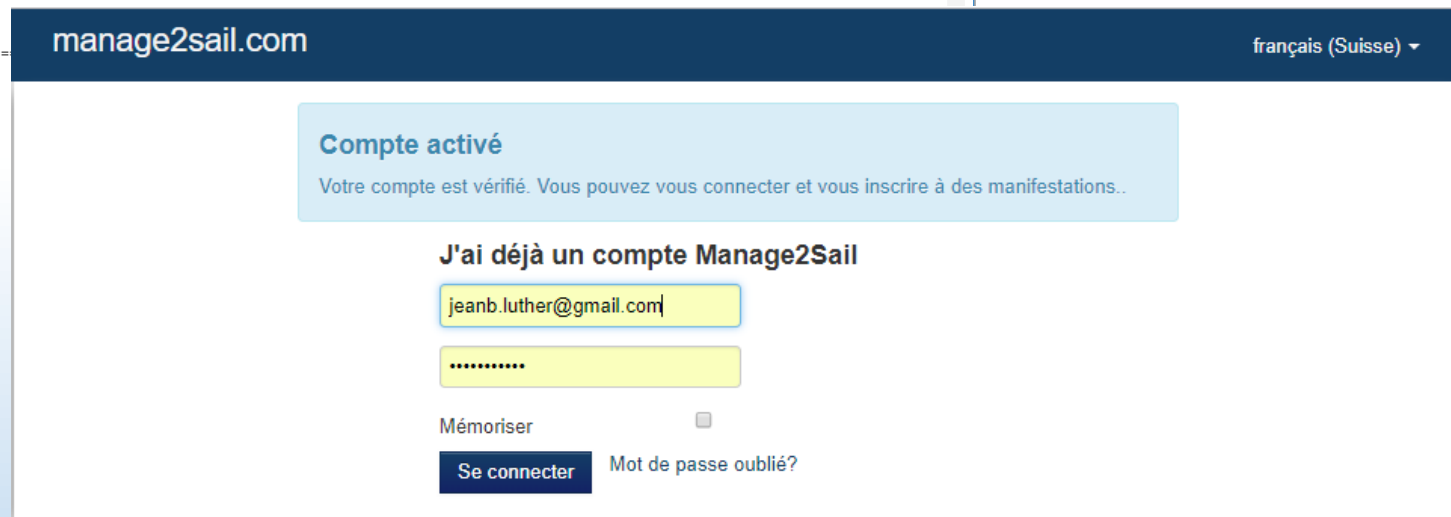 manage2sail.com
français (Suisse)
Compte activé
Votre compte est vérifié. Vous pouvez vous connecter et vous inscrire à des manifestations..
J'ai déjà un compte Manage2Sail
jeanb.luther@gmail.com
•••••••••••
Mémoriser
Se connecter Mot de passe oublié?